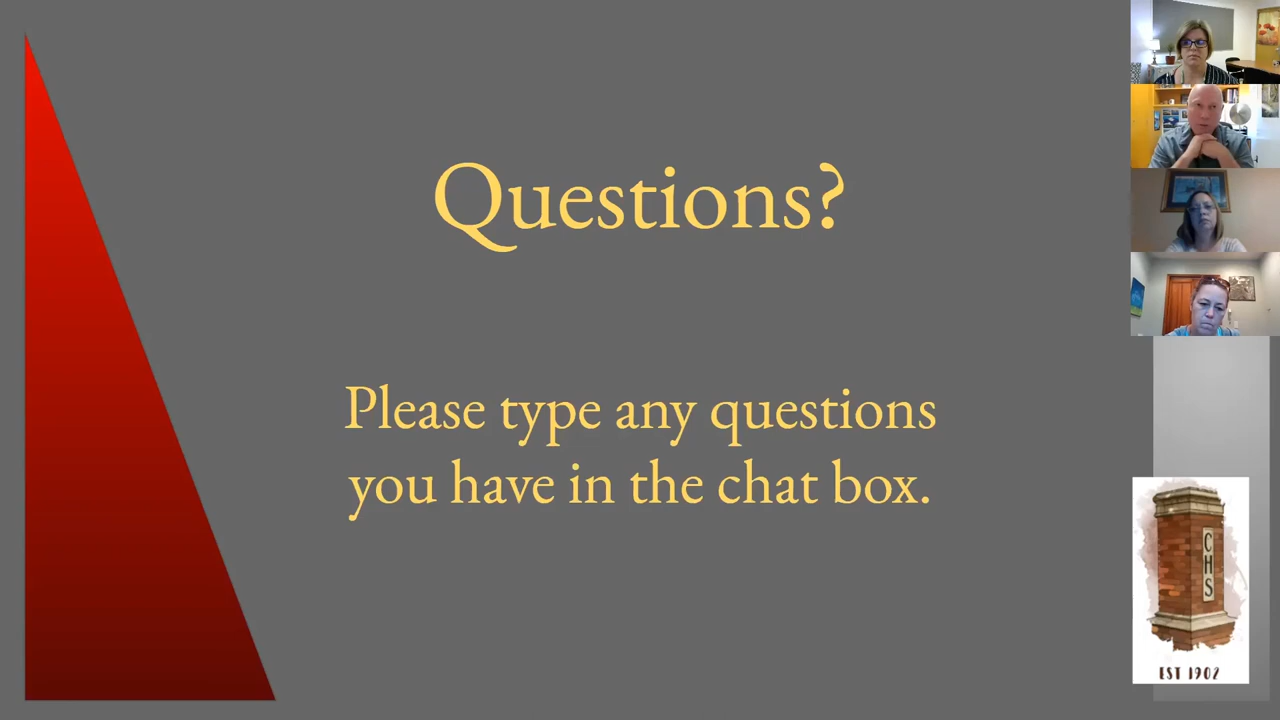 Questions?
Please type any questions
you have in the chat box.
CHS
EST 1902